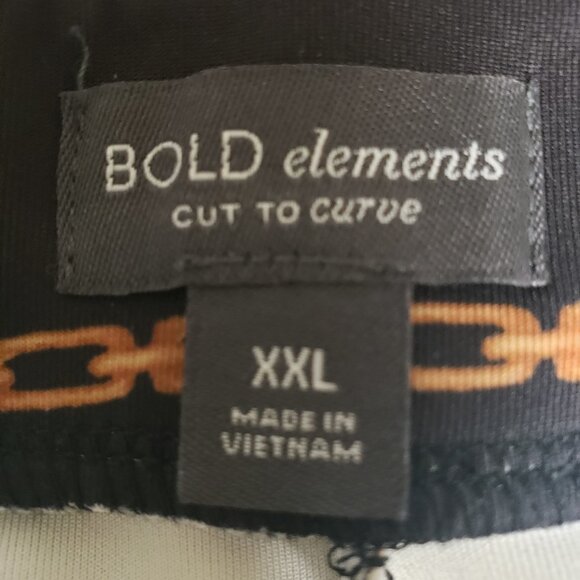 BOLD elements
CUT TO curve
XXL
MADE IN
VIETNAM